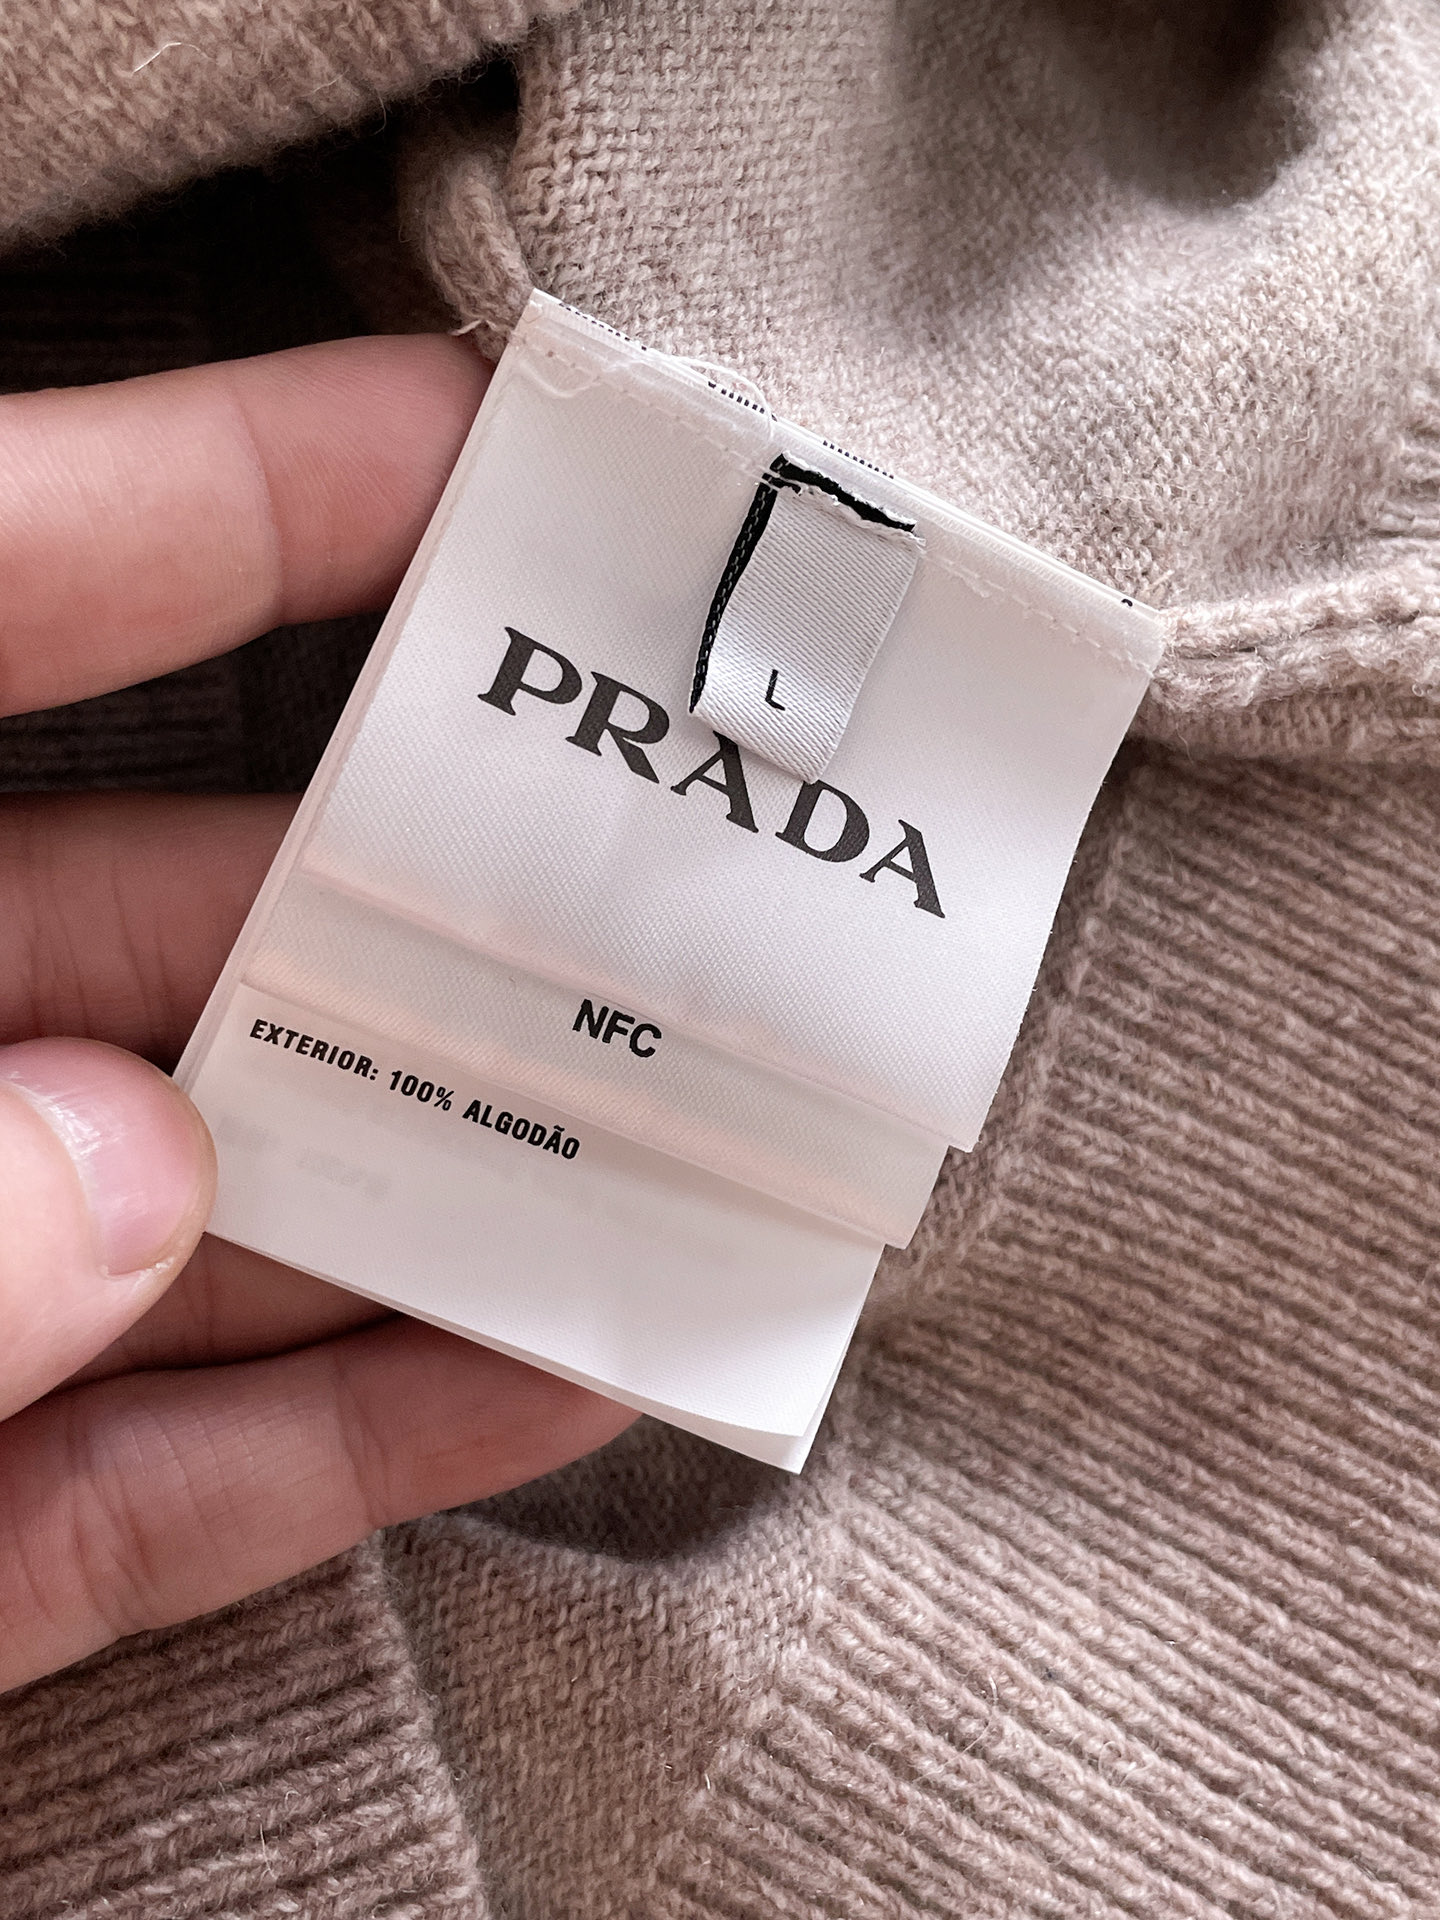 L
PRADA
NFC
EXTERIOR: 100% ALGODÃO